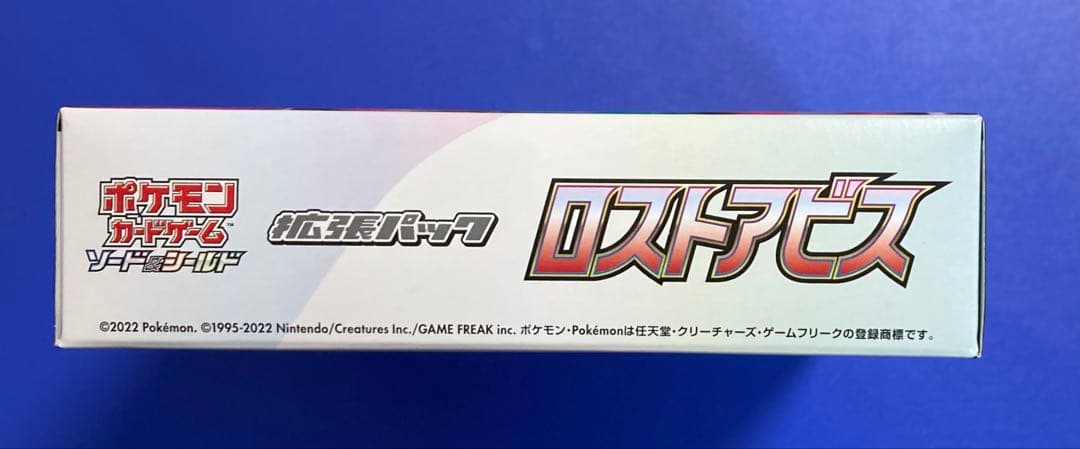 ポケモン
カードゲーム™
ソード&シールド
拡張パック
ロストアビス
©2022 Pokémon. ©1995-2022 Nintendo/Creatures Inc./GAME FREAK inc. ポケモン・Pokémonは任天堂・クリーチャーズ・ゲームフリークの登録商標です。